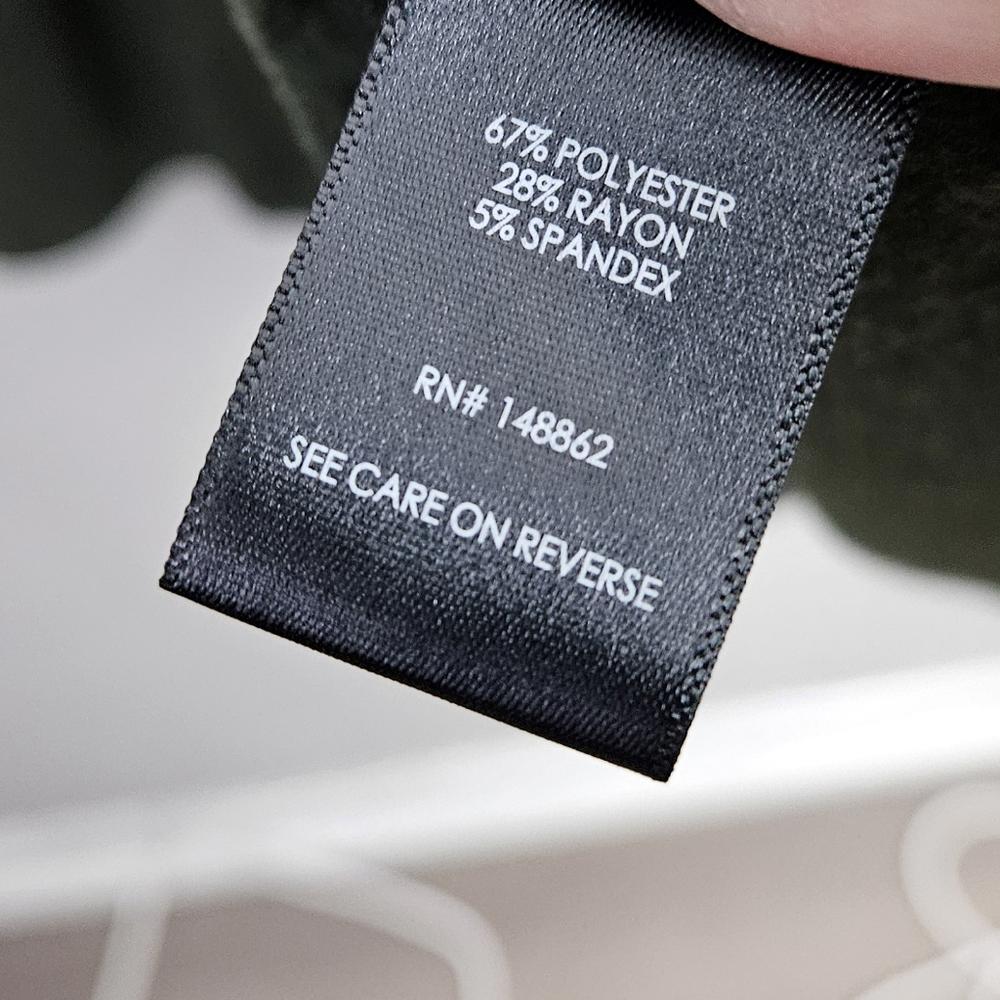 67% POLYESTER
28% RAYON
5% SPANDEX
RN# 148862
SEE CARE ON REVERSE